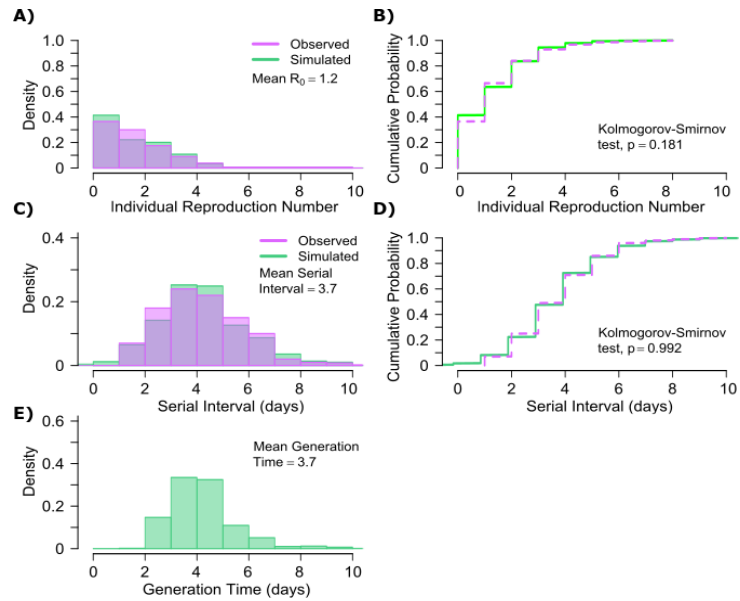 A)
Density
1.0
0.8
0.6
0.4
0.2
0
Observed
Simulated
Mean R0 = 1.2
0 2 4 6 8 10
Individual Reproduction Number
B)
Cumulative Probability
1.0
0.8
0.6
0.4
0.2
0
Kolmogorov-Smirnov
test, p = 0.181
0 2 4 6 8 10
Individual Reproduction Number
C)
Density
0.4
0.2
0
Observed
Simulated
Mean Serial
Interval = 3.7
0 2 4 6 8 10
Serial Interval (days)
D)
Cumulative Probability
1.0
0.8
0.6
0.4
0.2
0
Kolmogorov-Smirnov
test, p = 0.992
0 2 4 6 8 10
Serial Interval (days)
E)
Density
0.6
0.4
0.2
0
Mean Generation
Time = 3.7
0 2 4 6 8 10
Generation Time (days)